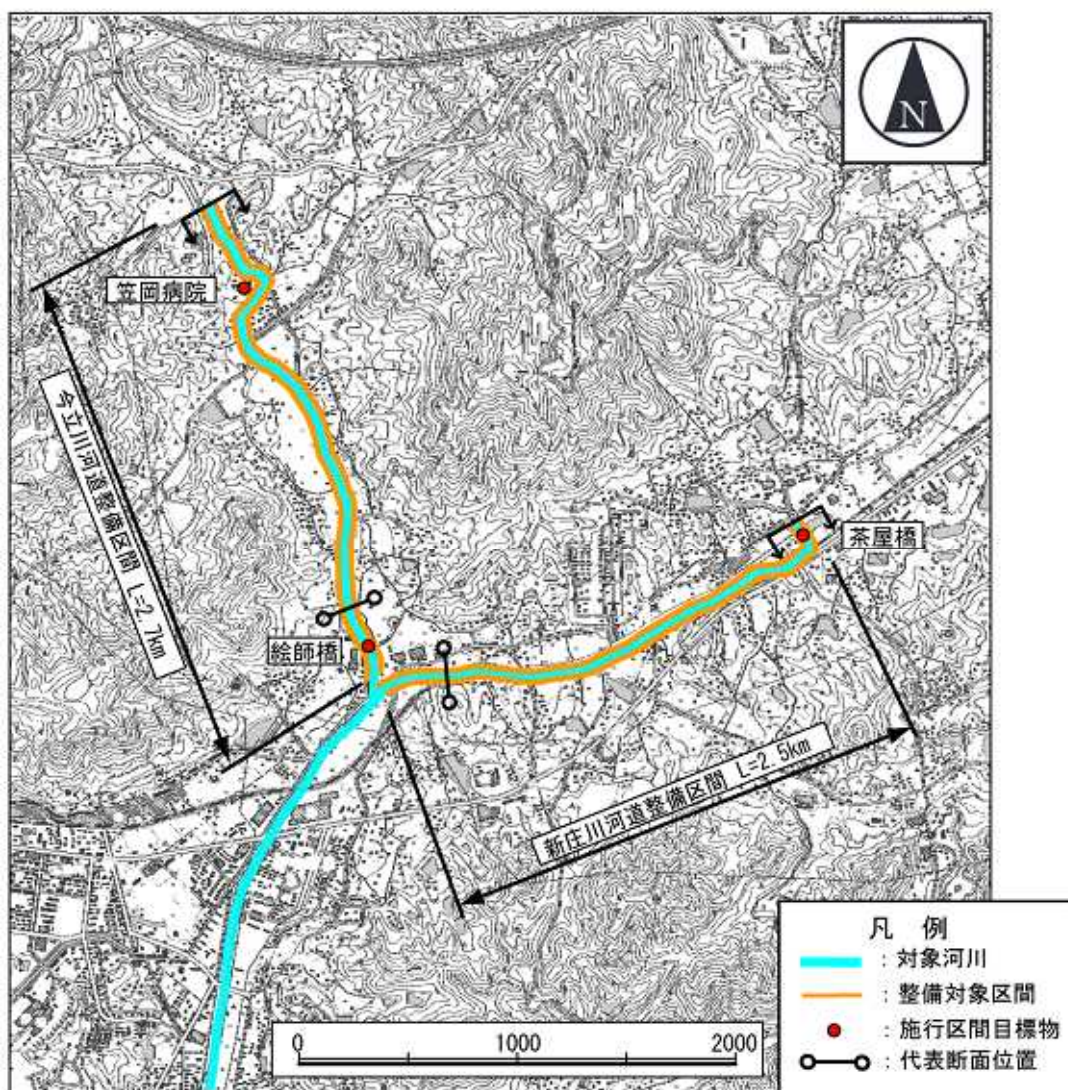 N
笠岡病院
今立川河道整備区間 L=2.7km
茶屋橋
絵師橋
新庄川河道整備区間 L=2.5km
凡 例
：対象河川
：整備対象区間
：施行区間目標物
：代表断面位置
0 1000 2000